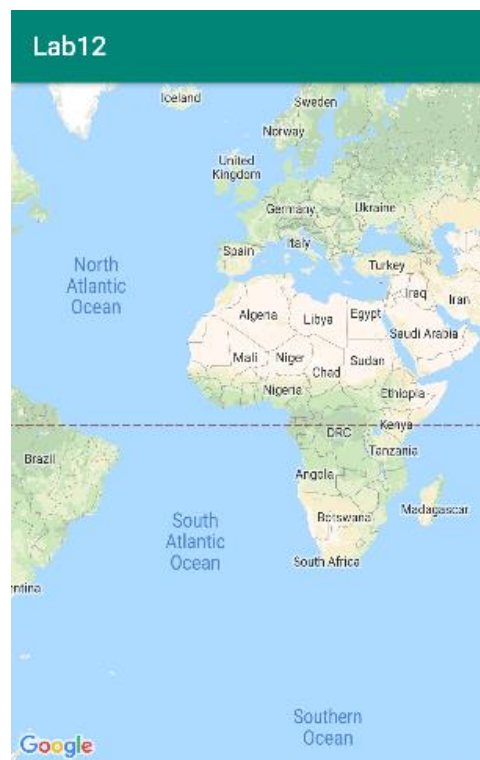 Lab12
Iceland
Sweden
Norway
United
Kingdom
Germany
Ukraine
Spain
Italy
Turkey
North
Atlantic
Ocean
Iraq
Iran
Algeria
Libya
Egypt
Saudi Arabia
Mali
Niger
Chad
Sudan
Nigeria
Ethiopia
Kenya
DRC
Tanzania
Brazil
Angola
Botswana
Madagascar
South
Atlantic
Ocean
South Africa
ntina
Southern
Ocean
Google